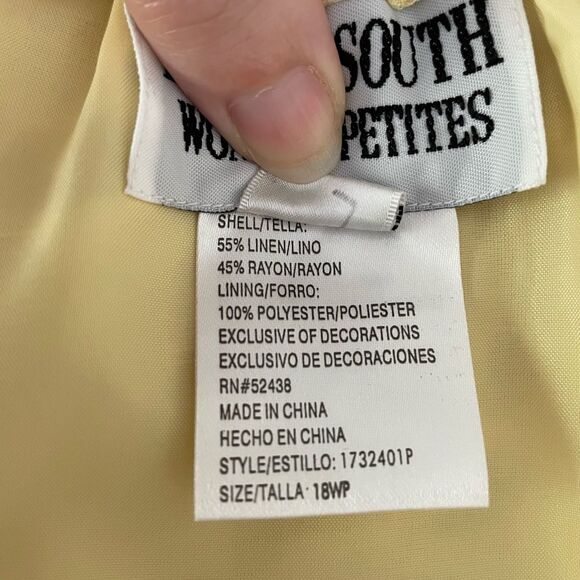 SOUTH
PETITES
SHELL/TELLA:
55% LINEN/LINO
45% RAYON/RAYON
LINING/FORRO:
100% POLYESTER/POLIESTER
EXCLUSIVE OF DECORATIONS
EXCLUSIVO DE DECORACIONES
RN#52438
MADE IN CHINA
HECHO EN CHINA
STYLE/ESTILLO: 1732401P
SIZE/TALLA: 18WP